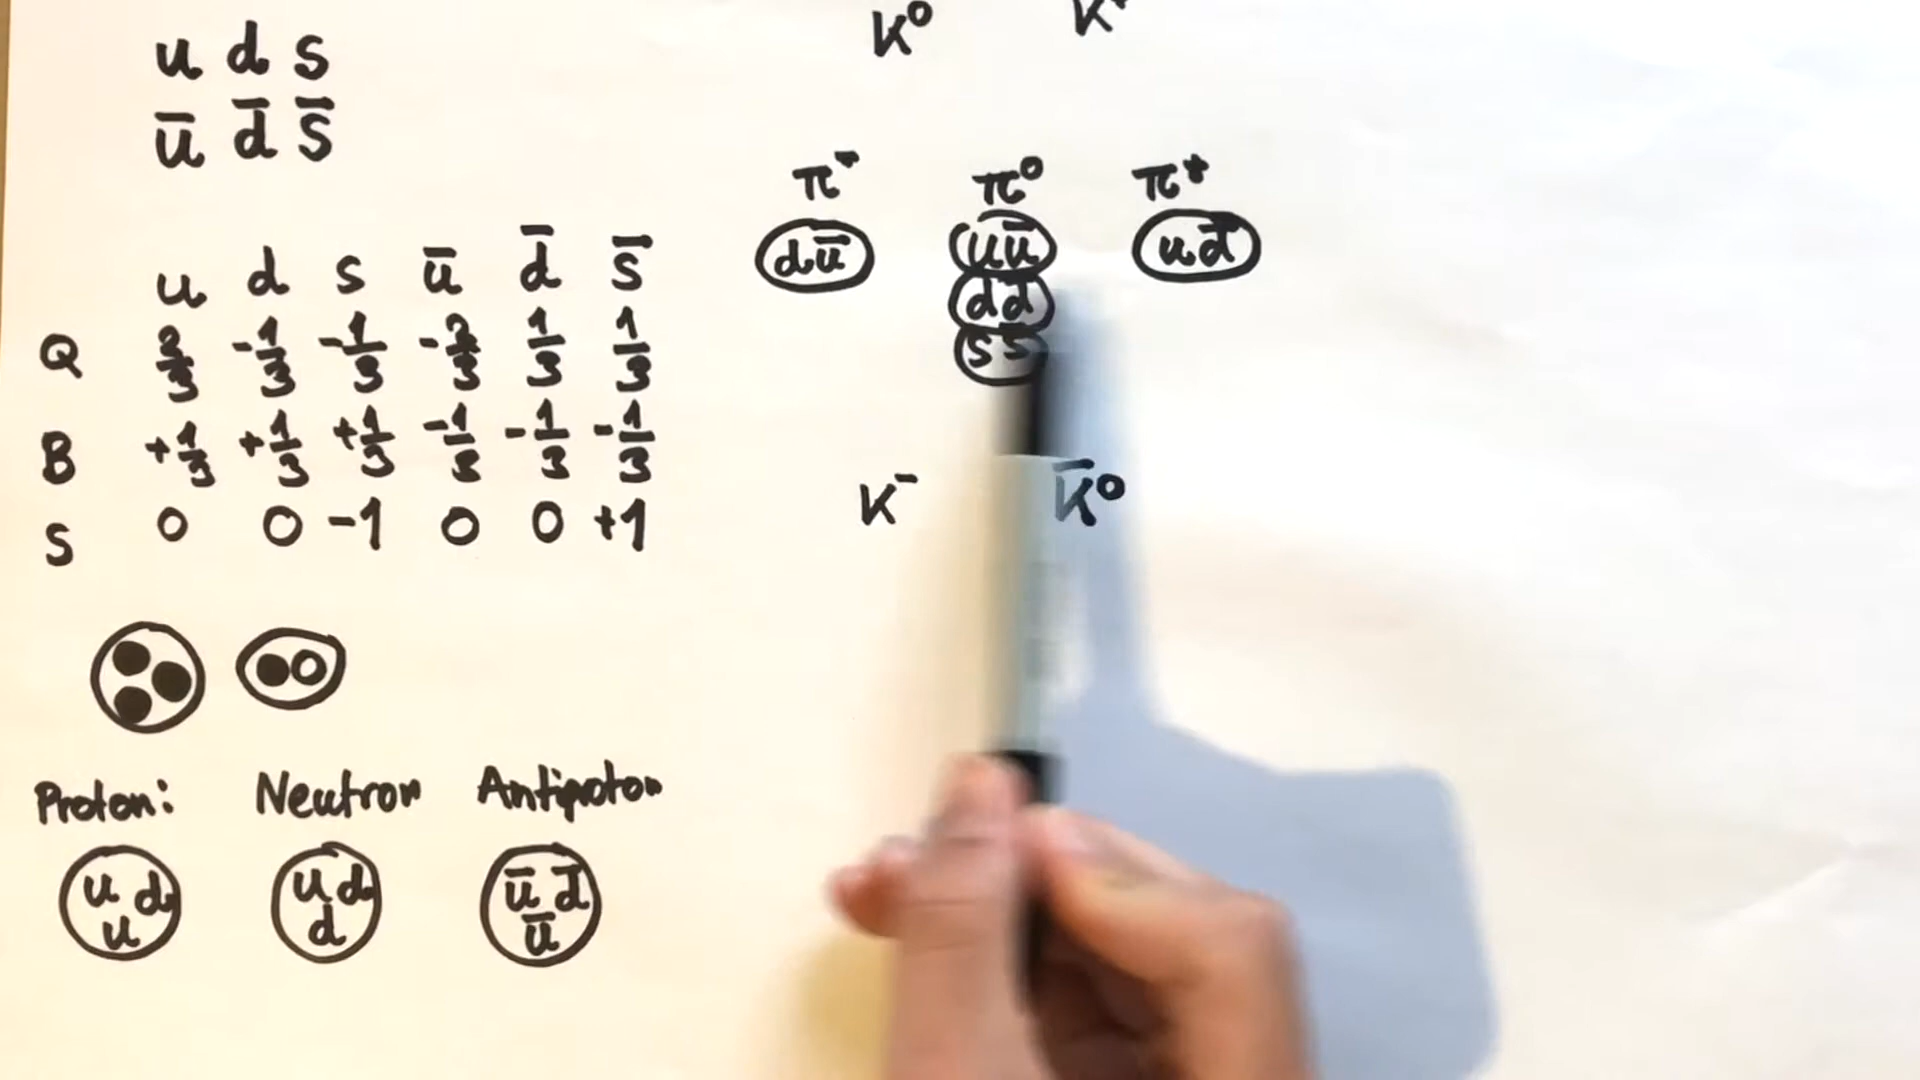 u d s
ū d̄ s̄
u d s ū d̄ s̄
Q 2/3 -1/3 -1/3 -2/3 1/3 1/3
B +1/3 +1/3 +1/3 -1/3 -1/3 -1/3
S 0 0 -1 0 0 +1
Proton: Neutron Antiproton
u d u d ū d̄
u d ū
K⁰ K⁺
π⁻ π⁰ π⁺
dū uū ud̄
dd̄
ss̄
K⁻ K̄⁰